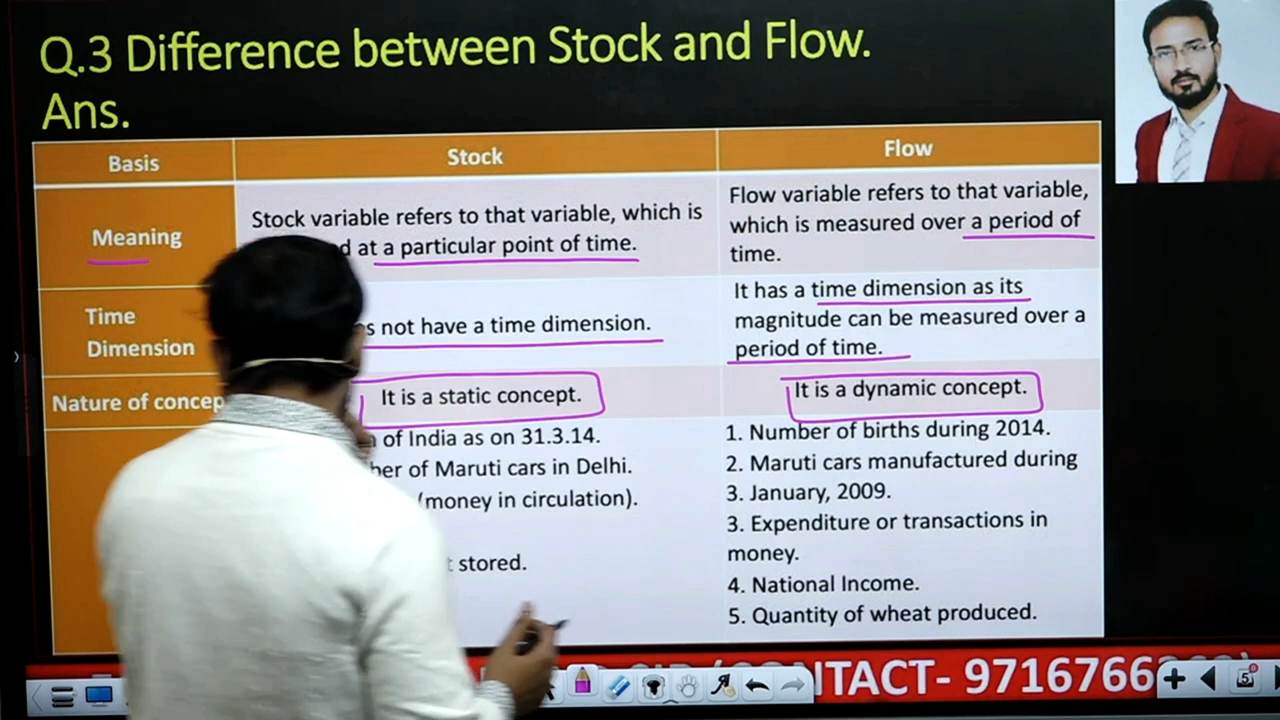 Q.3 Difference between Stock and Flow.
Ans.
Basis
Stock
Flow
Meaning
Stock variable refers to that variable, which is
d at a particular point of time.
Flow variable refers to that variable,
which is measured over a period of
time.
Time
Dimension
s not have a time dimension.
It has a time dimension as its
magnitude can be measured over a
period of time.
Nature of concep
It is a static concept.
It is a dynamic concept.
of India as on 31.3.14.
er of Maruti cars in Delhi.
(money in circulation).
stored.
1. Number of births during 2014.
2. Maruti cars manufactured during
3. January, 2009.
3. Expenditure or transactions in
money.
4. National Income.
5. Quantity of wheat produced.
NTACT- 9716766